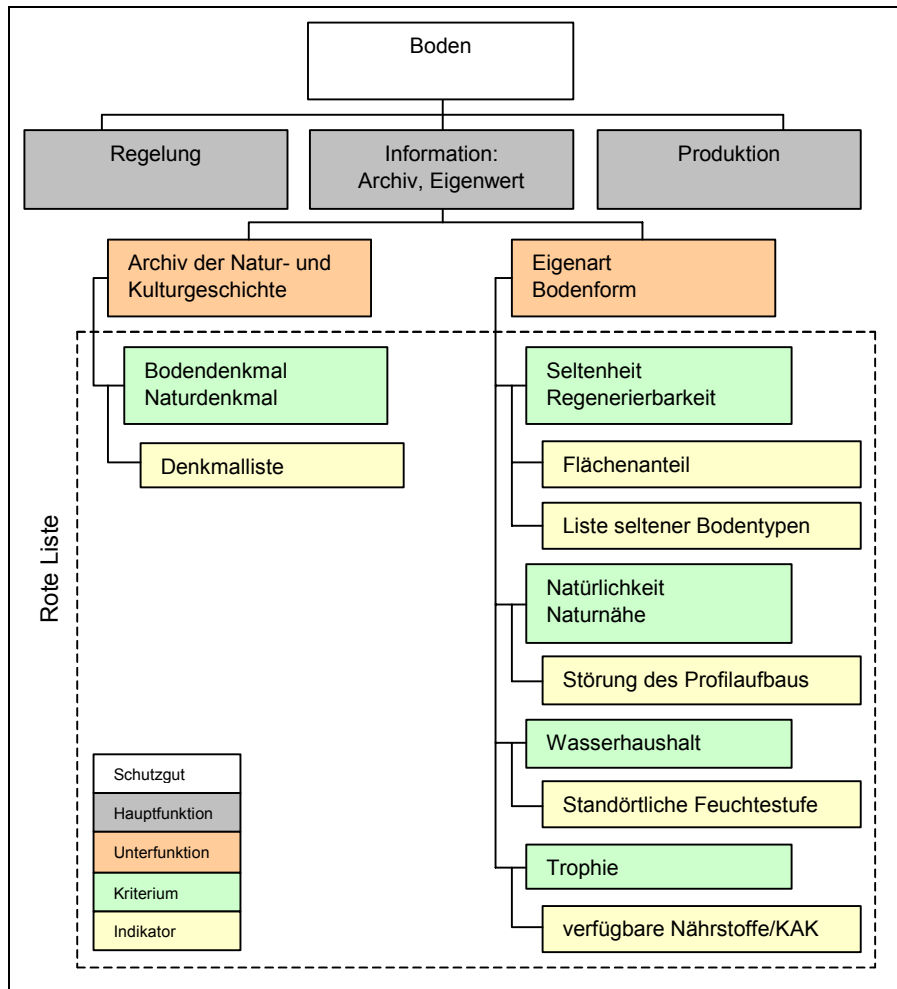 Boden
Regelung
Information:
Archiv, Eigenwert
Produktion
Archiv der Natur- und
Kulturgeschichte
Eigenart
Bodenform
Bodendenkmal
Naturdenkmal
Denkmalliste
Seltenheit
Regenerierbarkeit
Flächenanteil
Liste seltener Bodentypen
Natürlichkeit
Naturnähe
Störung des Profilaufbaus
Wasserhaushalt
Standörtliche Feuchtestufe
Trophie
verfügbare Nährstoffe/KAK
Rote Liste
Schutzgut
Hauptfunktion
Unterfunktion
Kriterium
Indikator